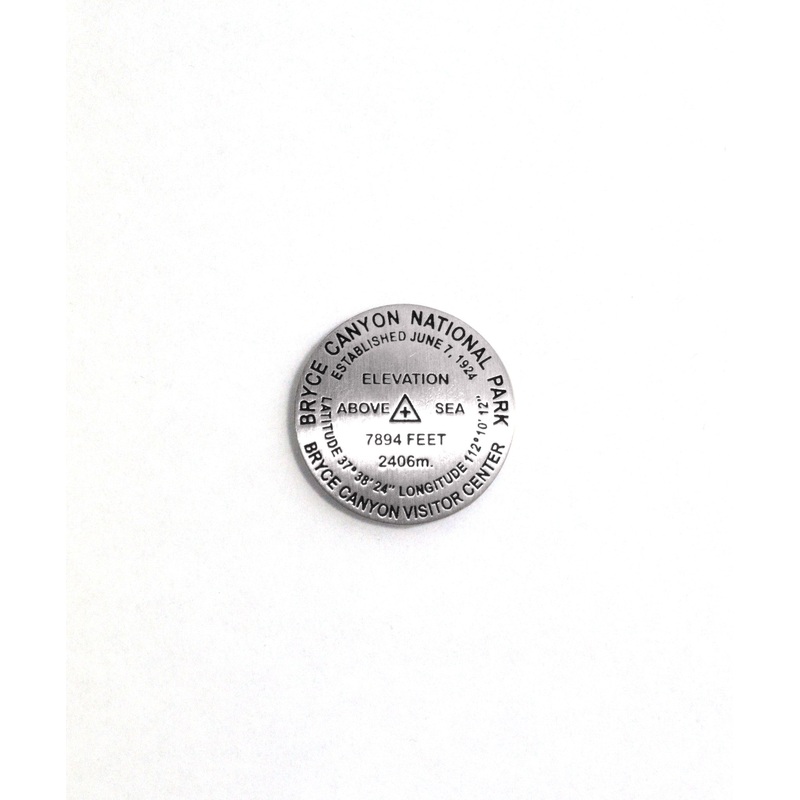 BRYCE CANYON NATIONAL PARK
ESTABLISHED JUNE 7, 1924
ELEVATION
ABOVE SEA
7894 FEET
2406m.
LATITUDE 37°38'24" LONGITUDE 112°10'12"
BRYCE CANYON VISITOR CENTER